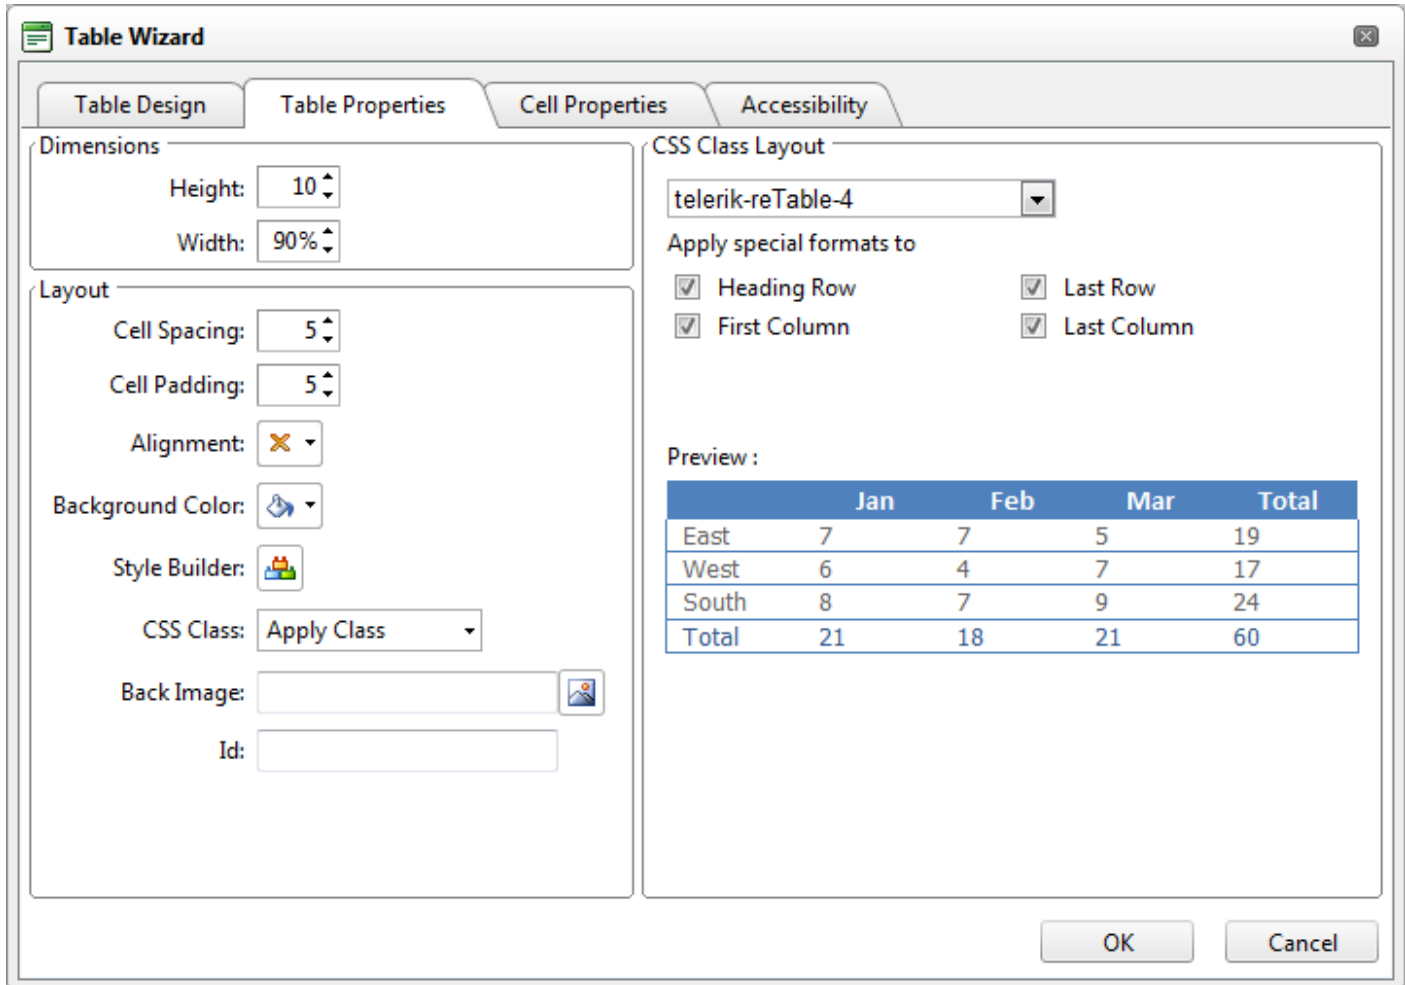 Table Wizard
Table Design Table Properties Cell Properties Accessibility
Dimensions
Height: 10
Width: 90%
Layout
Cell Spacing: 5
Cell Padding: 5
Alignment:
Background Color:
Style Builder:
CSS Class: Apply Class
Back Image:
Id:
CSS Class Layout
telerik-reTable-4
Apply special formats to
Heading Row Last Row
First Column Last Column
Preview :
Jan Feb Mar Total
East 7 7 5 19
West 6 4 7 17
South 8 7 9 24
Total 21 18 21 60
OK Cancel